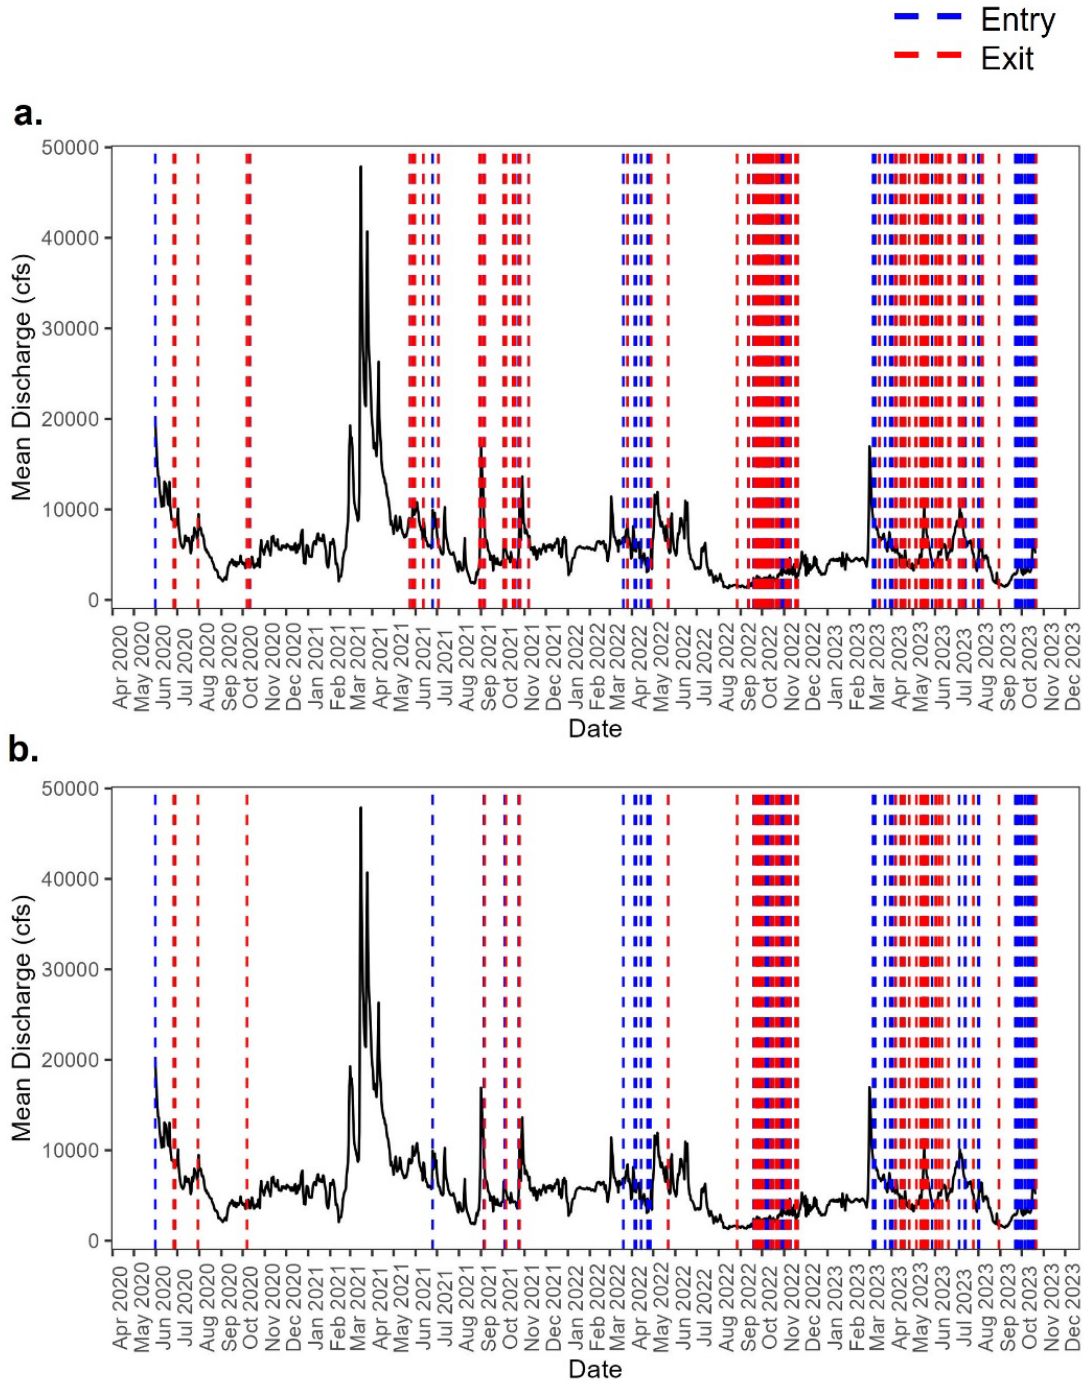 Entry
Exit
a.
50000
40000
30000
20000
10000
0
Mean Discharge (cfs)
Apr 2020
May 2020
Jun 2020
Jul 2020
Aug 2020
Sep 2020
Oct 2020
Nov 2020
Dec 2020
Jan 2021
Feb 2021
Mar 2021
Apr 2021
May 2021
Jun 2021
Jul 2021
Aug 2021
Sep 2021
Oct 2021
Nov 2021
Dec 2021
Jan 2022
Feb 2022
Mar 2022
Apr 2022
May 2022
Jun 2022
Jul 2022
Aug 2022
Sep 2022
Oct 2022
Nov 2022
Dec 2022
Jan 2023
Feb 2023
Mar 2023
Apr 2023
May 2023
Jun 2023
Jul 2023
Aug 2023
Sep 2023
Oct 2023
Nov 2023
Dec 2023
Date
b.
50000
40000
30000
20000
10000
0
Mean Discharge (cfs)
Apr 2020
May 2020
Jun 2020
Jul 2020
Aug 2020
Sep 2020
Oct 2020
Nov 2020
Dec 2020
Jan 2021
Feb 2021
Mar 2021
Apr 2021
May 2021
Jun 2021
Jul 2021
Aug 2021
Sep 2021
Oct 2021
Nov 2021
Dec 2021
Jan 2022
Feb 2022
Mar 2022
Apr 2022
May 2022
Jun 2022
Jul 2022
Aug 2022
Sep 2022
Oct 2022
Nov 2022
Dec 2022
Jan 2023
Feb 2023
Mar 2023
Apr 2023
May 2023
Jun 2023
Jul 2023
Aug 2023
Sep 2023
Oct 2023
Nov 2023
Dec 2023
Date